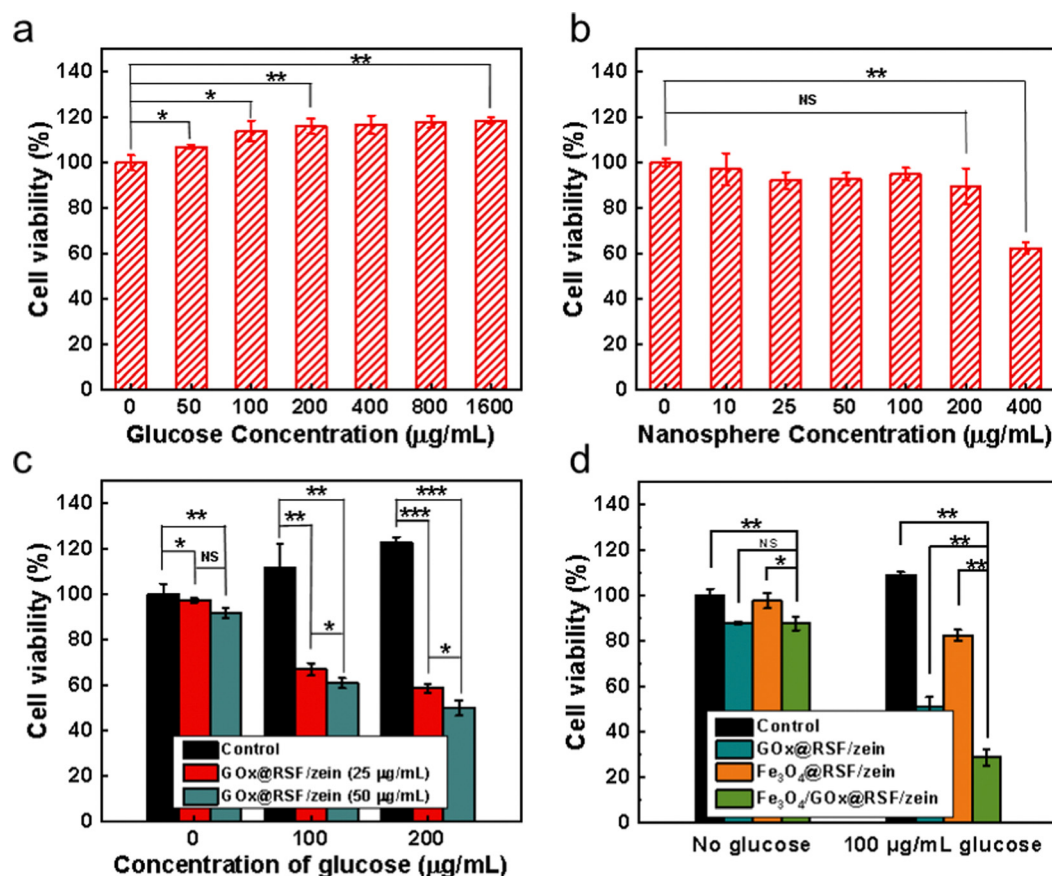 a
140
120
100
80
60
40
20
0
Cell viability (%)
**
**
*
*
0 50 100 200 400 800 1600
Glucose Concentration (μg/mL)
b
140
120
100
80
60
40
20
0
Cell viability (%)
**
NS
0 10 25 50 100 200 400
Nanosphere Concentration (μg/mL)
c
140
120
100
80
60
40
20
0
Cell viability (%)
**
*
NS
**
**
*
***
***
*
Control
GOx@RSF/zein (25 μg/mL)
GOx@RSF/zein (50 μg/mL)
0 100 200
Concentration of glucose (μg/mL)
d
140
120
100
80
60
40
20
0
Cell viability (%)
**
NS
*
**
**
**
Control
GOx@RSF/zein
Fe₃O₄@RSF/zein
Fe₃O₄/GOx@RSF/zein
No glucose 100 μg/mL glucose